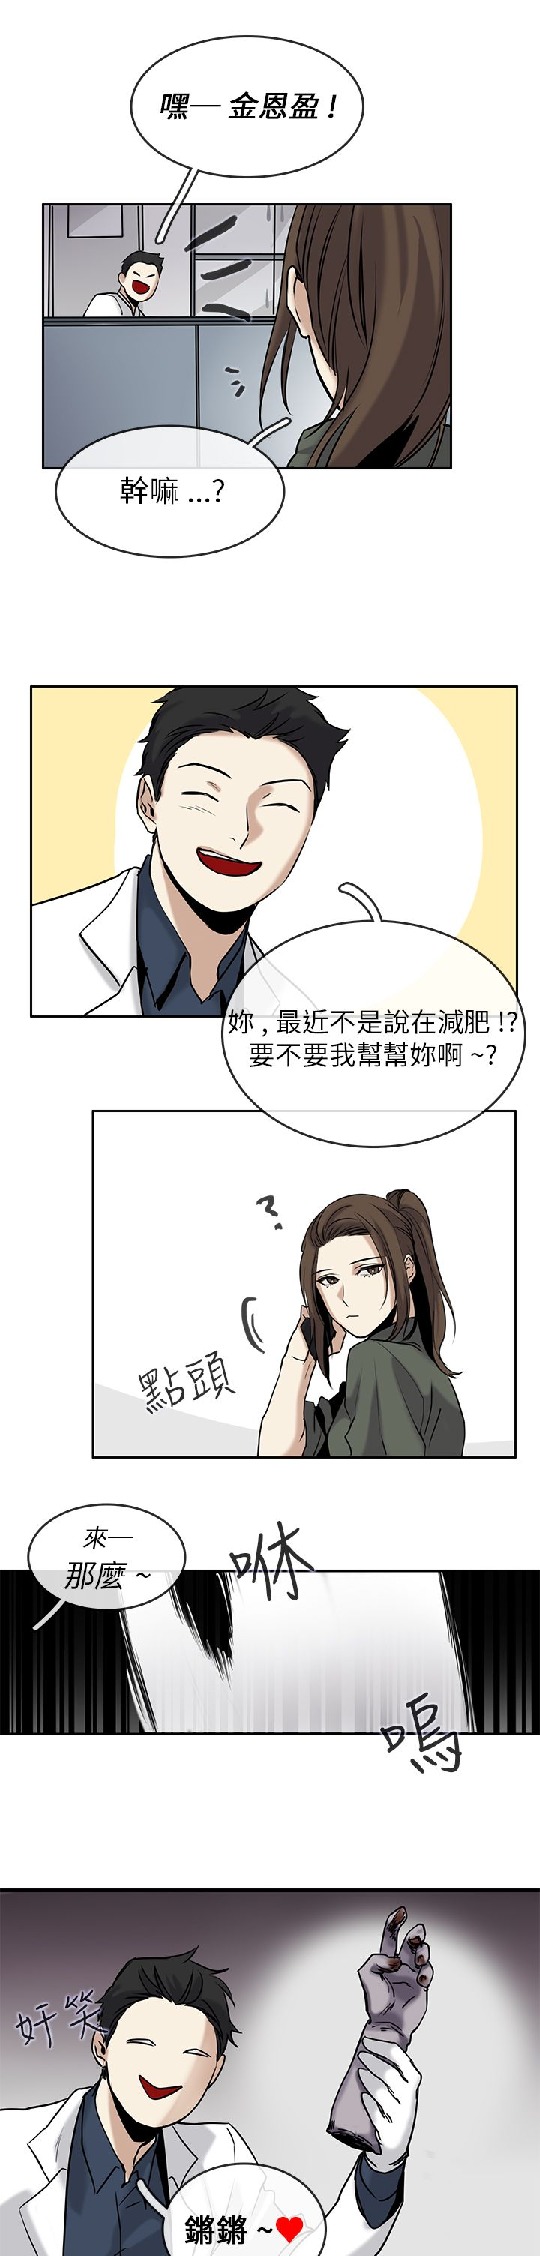 嘿─ 金恩盈!
幹嘛 ...?
妳 , 最近不是說在減肥 !?
要不要我幫幫妳啊 ~?
?
點頭
來─
那麼 ~
咻
嗚
奸笑
鏘鏘 ~♥